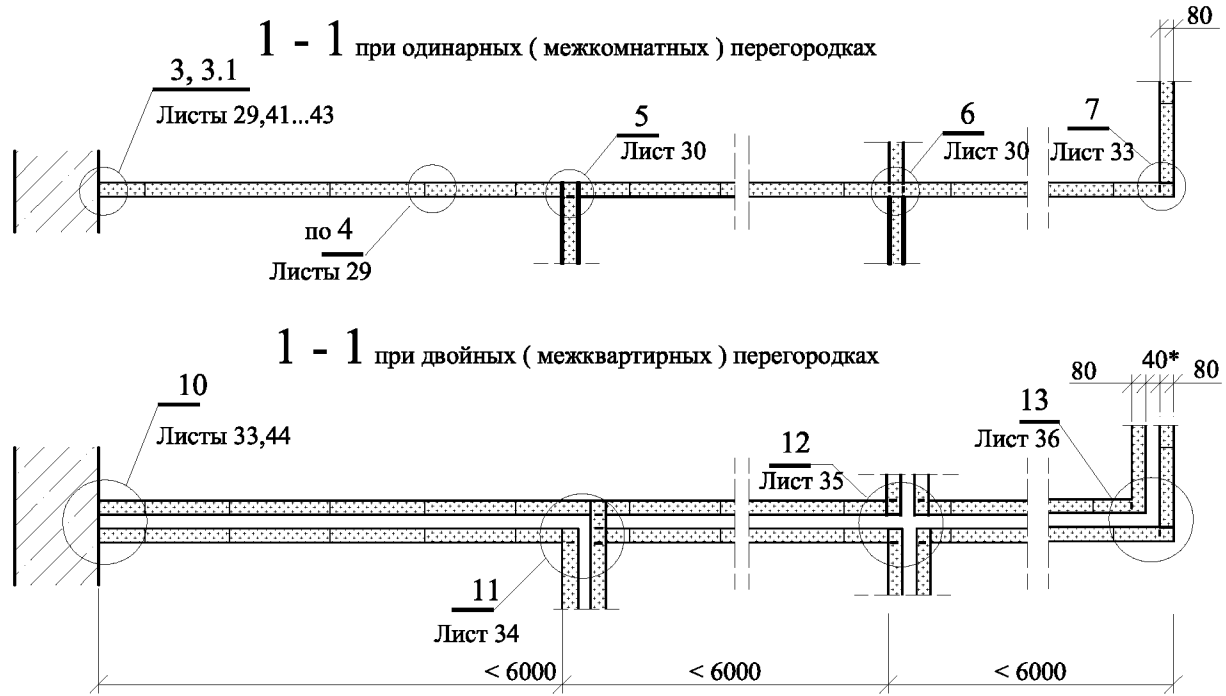 80
1 - 1 при одинарных ( межкомнатных ) перегородках
3, 3.1
Листы 29,41...43
5
Лист 30
6
Лист 30
7
Лист 33
по 4
Листы 29
1 - 1 при двойных ( межквартирных ) перегородках
80 40* 80
10
Листы 33,44
13
Лист 36
12
Лист 35
11
Лист 34
< 6000 < 6000 < 6000